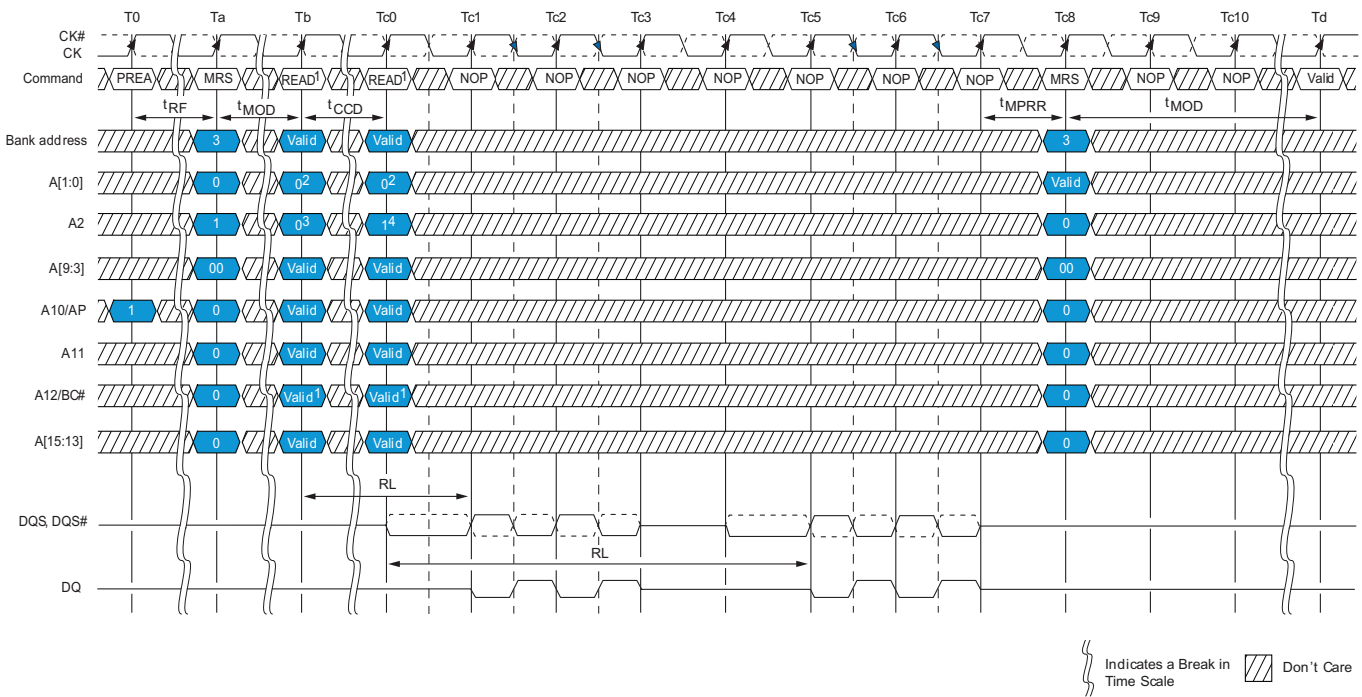 T0 Ta Tb Tc0 Tc1 Tc2 Tc3 Tc4 Tc5 Tc6 Tc7 Tc8 Tc9 Tc10 Td
CK#
CK
Command PREA MRS READ1 READ1 NOP NOP NOP NOP NOP NOP NOP MRS NOP NOP Valid
tRF tMOD tCCD tMPRR tMOD
Bank address 3 Valid Valid 3
A[1:0] 0 02 02 Valid
A2 1 03 14 0
A[9:3] 00 Valid Valid 00
A10/AP 1 0 Valid Valid 0
A11 0 Valid Valid 0
A12/BC# 0 Valid1 Valid1 0
A[15:13] 0 Valid Valid 0
RL
DQS, DQS#
RL
DQ
Indicates a Break in
Time Scale
Don't Care